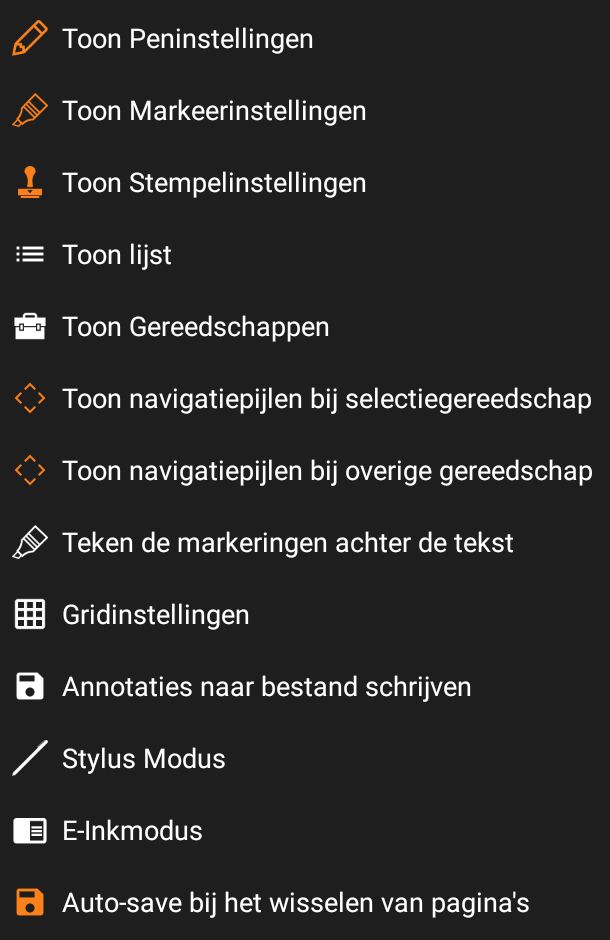 Toon Peninstellingen
Toon Markeerinstellingen
Toon Stempelinstellingen
Toon lijst
Toon Gereedschappen
Toon navigatiepijlen bij selectiegereedschap
Toon navigatiepijlen bij overige gereedschap
Teken de markeringen achter de tekst
Gridinstellingen
Annotaties naar bestand schrijven
Stylus Modus
E-Inkmodus
Auto-save bij het wisselen van pagina's